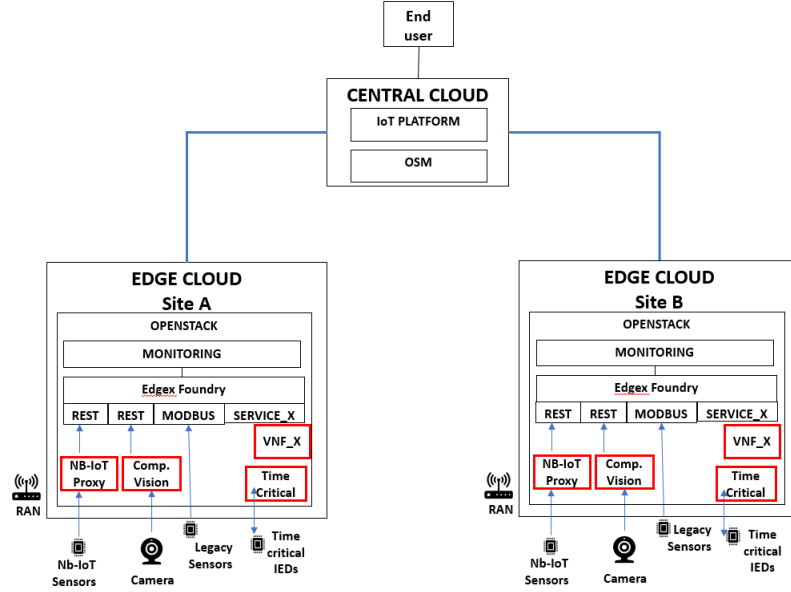 End
user
CENTRAL CLOUD
IoT PLATFORM
OSM
EDGE CLOUD
Site A
OPENSTACK
MONITORING
Edgex Foundry
REST
REST
MODBUS
SERVICE_X
VNF_X
NB-IoT
Proxy
Comp.
Vision
Time
Critical
RAN
Nb-IoT
Sensors
Camera
Legacy
Sensors
Time
critical
IEDs
EDGE CLOUD
Site B
OPENSTACK
MONITORING
Edgex Foundry
REST
REST
MODBUS
SERVICE_X
VNF_X
NB-IoT
Proxy
Comp.
Vision
Time
Critical
RAN
Nb-IoT
Sensors
Camera
Legacy
Sensors
Time
critical
IEDs